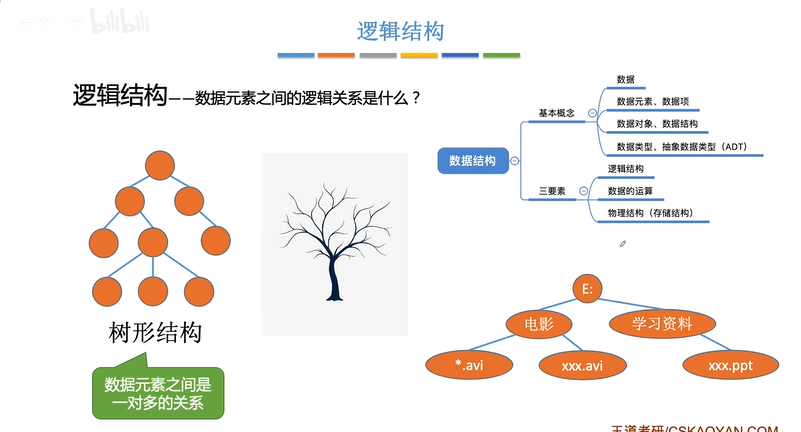 bilibili
逻辑结构
逻辑结构——数据元素之间的逻辑关系是什么？
数据结构
基本概念
数据
数据元素、数据项
数据对象、数据结构
数据类型、抽象数据类型（ADT）
三要素
逻辑结构
数据的运算
物理结构（存储结构）
树形结构
数据元素之间是
一对多的关系
E:
电影
学习资料
*.avi
xxx.avi
xxx.ppt
王道考研/CSKAOYAN.COM